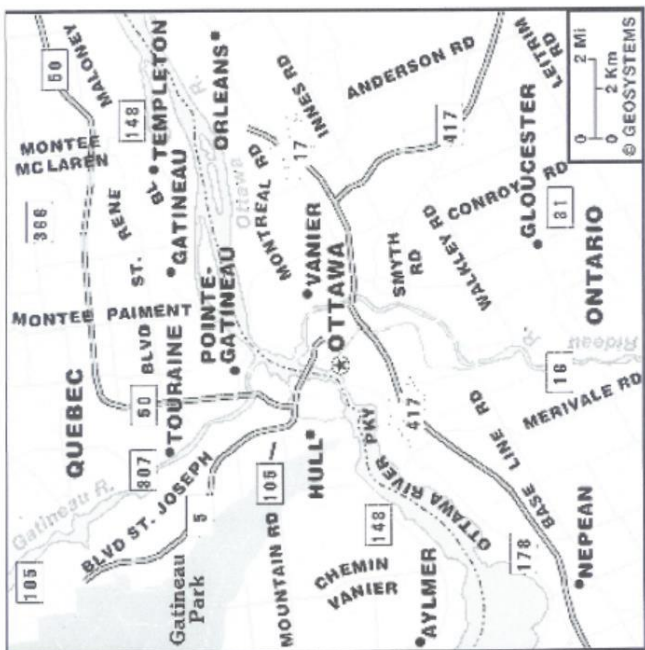 50
MALONEY
148
TEMPLETON
ORLEANS
INNES RD
ANDERSON RD
LEITRIM
RD
0 2 Mi
0 2 Km
© GEOSYSTEMS
MONTEE
MCLAREN
366
RENE
BL
GATINEAU
R.
Ottawa
MONTREAL RD
17
417
GLOUCESTER
CONROY RD
81
WALKLEY RD
SMYTH
RD
VANIER
ST.
POINTE-
GATINEAU
MONTEE PAIMENT
BLVD
TOURAINE
OTTAWA
ONTARIO
Rideau
R.
16
MERIVALE RD
QUEBEC
50
307
BLVD ST. JOSEPH
105
HULL
PKY
417
BASE LINE RD
Gatineau R.
5
MOUNTAIN RD
148
OTTAWA RIVER
178
NEPEAN
105
Gatineau
Park
CHEMIN
VANIER
AYLMER